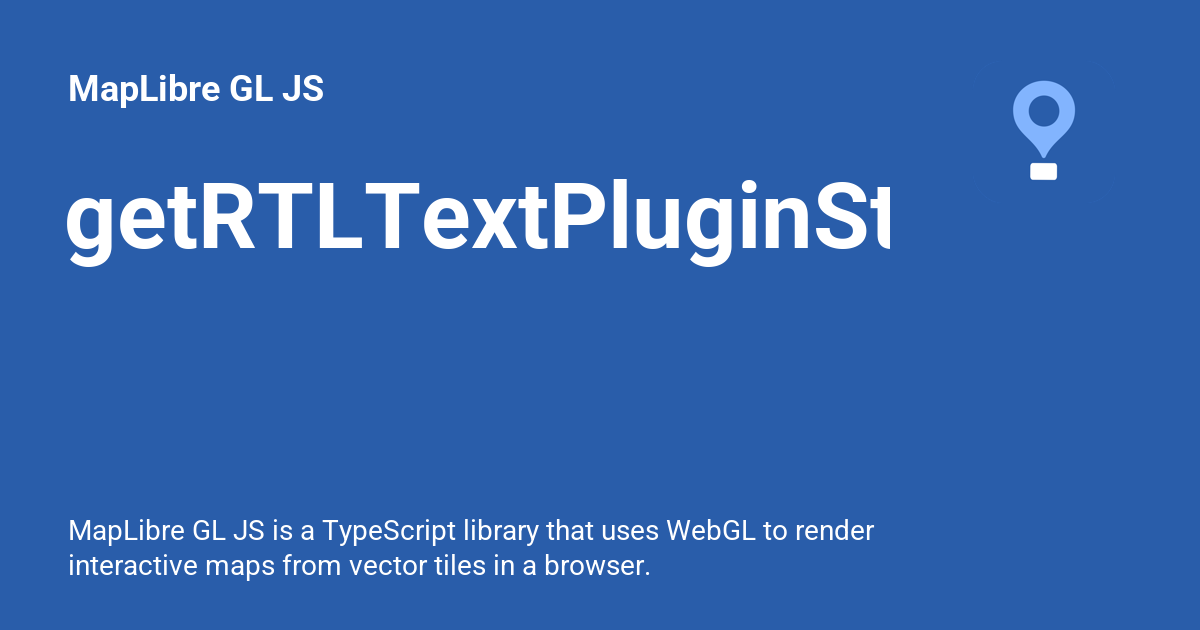 MapLibre GL JS
getRTLTextPluginSt
MapLibre GL JS is a TypeScript library that uses WebGL to render
interactive maps from vector tiles in a browser.